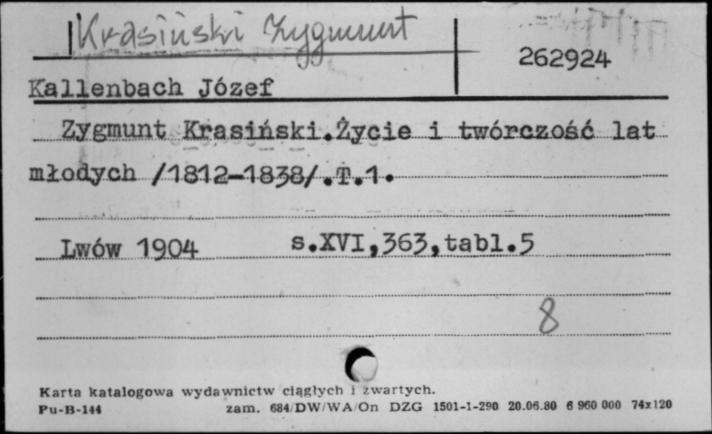 Krasiński Zygmunt
262924
Kallenbach Józef
Zygmunt Krasiński.Życie i twórczość lat
młodych /1812-1838/.T.1.
Lwów 1904 s.XVI,363,tabl.5
8
Karta katalogowa wydawnictw ciągłych i zwartych.
Pu-B-144 zam. 684/DW/WA/On DZG 1501-1-290 20.06.80 6 960 000 74x120